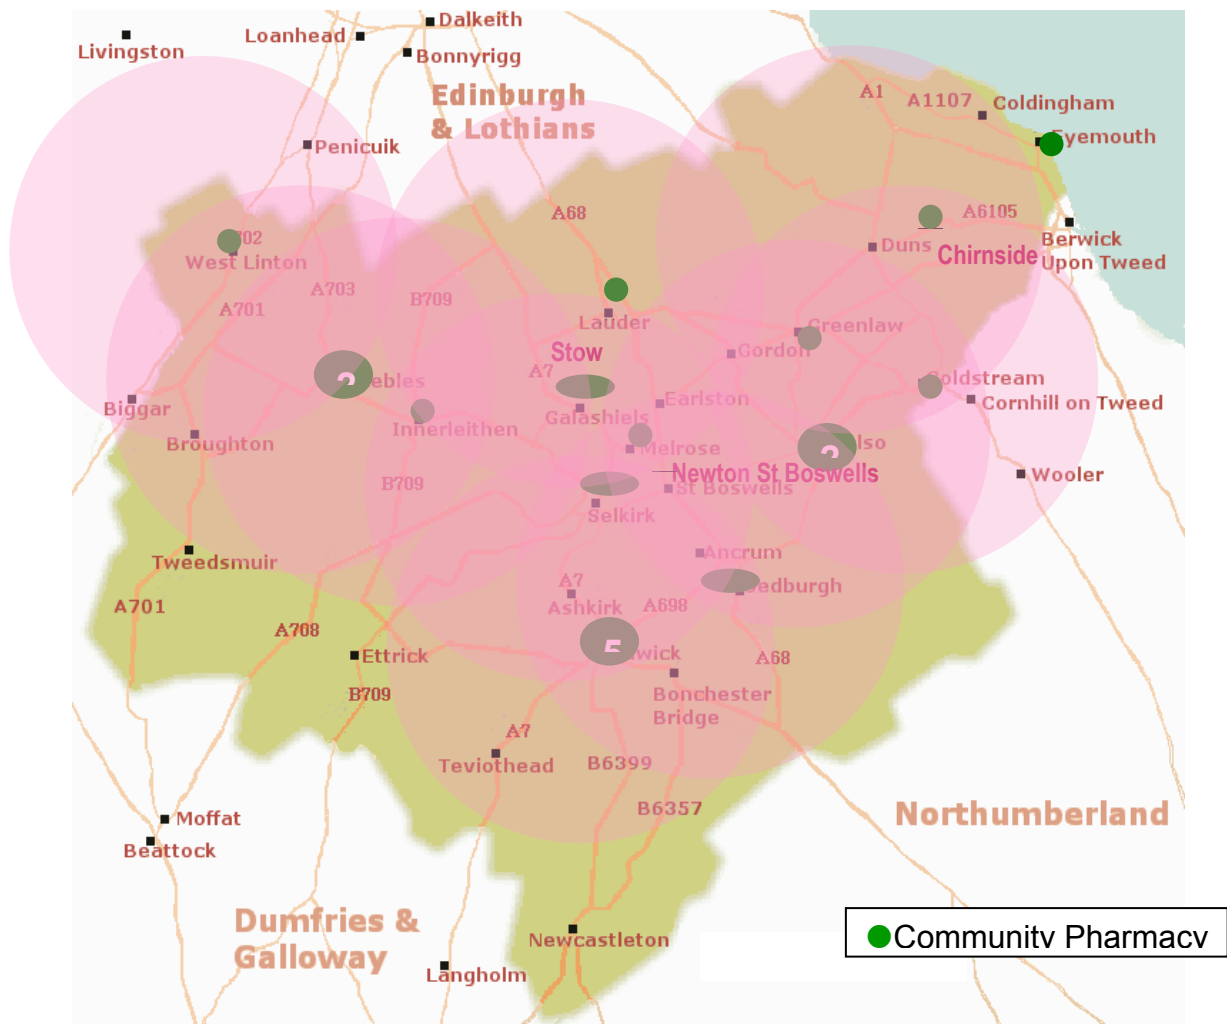 Dalkeith
Loanhead
Livingston
Bonnyrigg
Edinburgh
& Lothians
A1
A1107
Coldingham
Eyemouth
Penicuik
A68
A6105
Duns
Berwick
Upon Tweed
Chirnside
702
West Linton
A703
B709
A701
Lauder
Greenlaw
Gordon
Stow
A7
ebles
Coldstream
Cornhill on Tweed
Earlston
Biggar
Galashiels
Innerleithen
Broughton
Melrose
lso
Newton St Boswells
Wooler
B709
St Boswells
Selkirk
Ancrum
Tweedsmuir
A7
Jedburgh
Ashkirk
A698
A701
A708
5
wick
Ettrick
A68
B709
Bonchester
Bridge
A7
Teviothead
B6399
B6357
Northumberland
Moffat
Beattock
Dumfries &
Galloway
Newcastleton
Langholm
Community Pharmacy